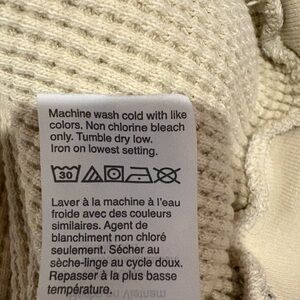 Machine wash cold with like
colors. Non chlorine bleach
only. Tumble dry low.
Iron on lowest setting.
30
Laver à la machine à l'eau
froide avec des couleurs
similaires. Agent de
blanchiment non chloré
seulement. Sécher au
sèche-linge au cycle doux.
Repasser à la plus basse
température.